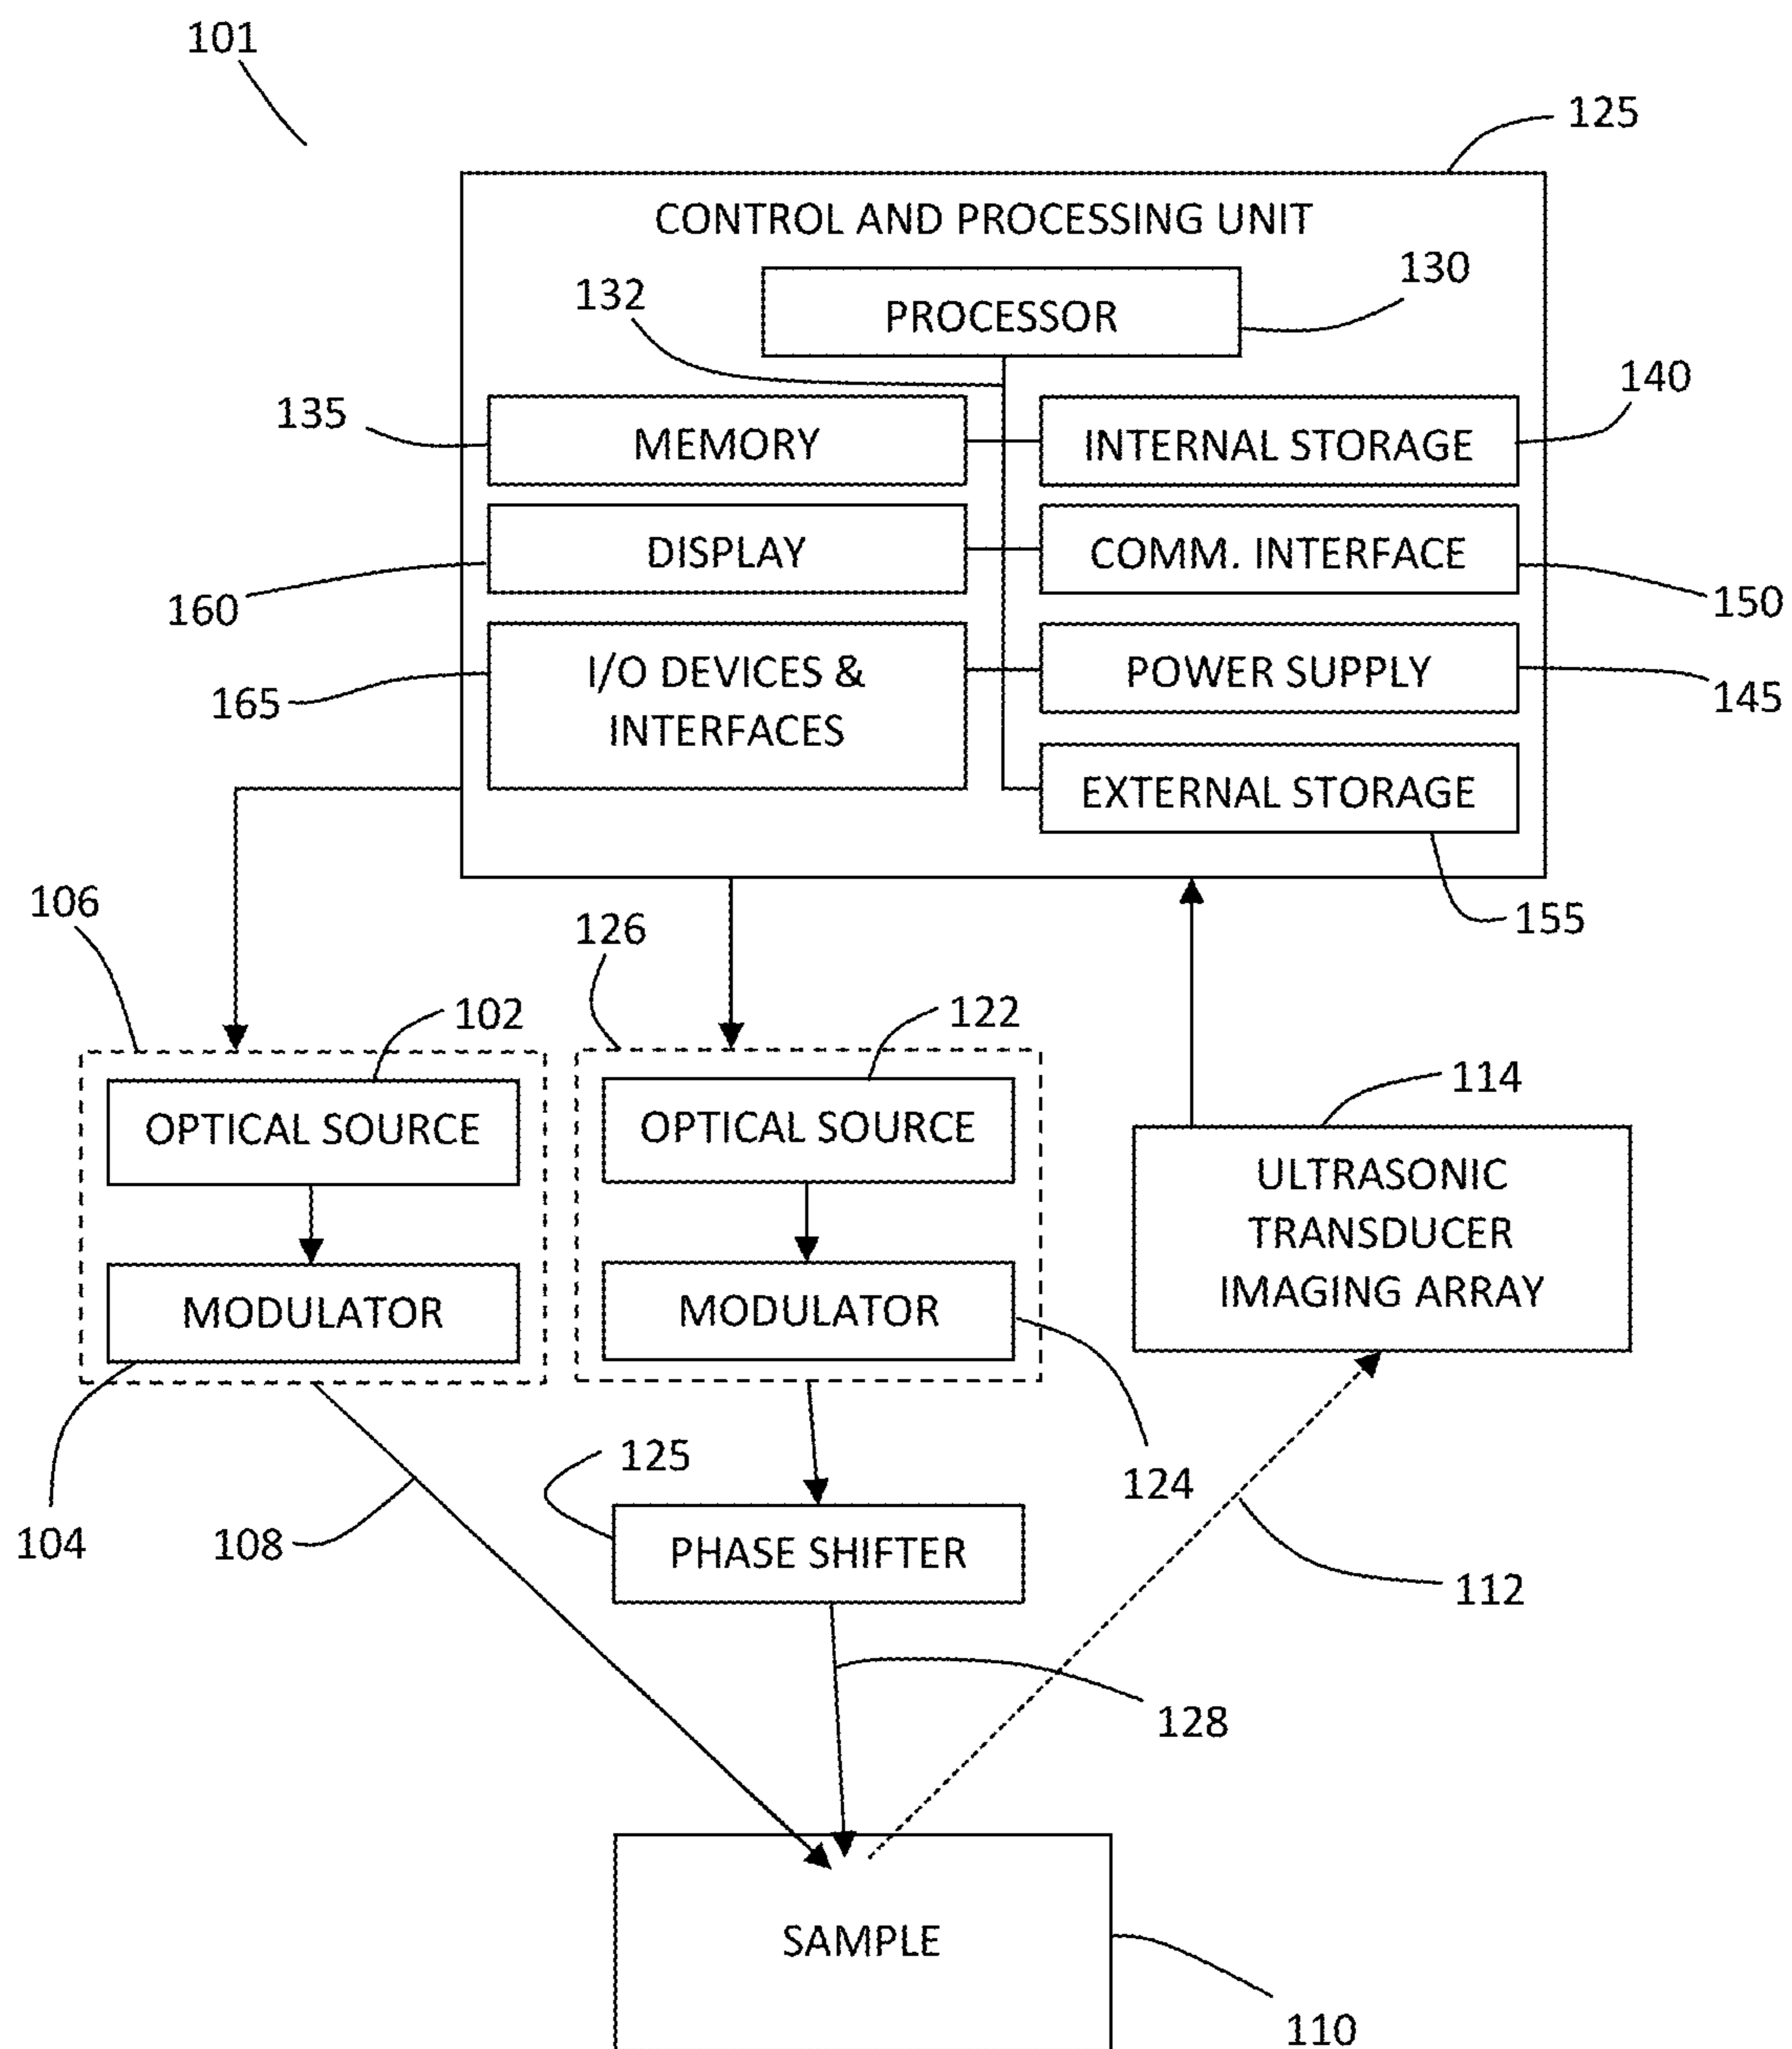 101
125
CONTROL AND PROCESSING UNIT
130
132
PROCESSOR
140
135
MEMORY
INTERNAL STORAGE
DISPLAY
COMM. INTERFACE
160
150
I/O DEVICES &
INTERFACES
POWER SUPPLY
165
145
EXTERNAL STORAGE
155
106
126
102
122
114
OPTICAL SOURCE
OPTICAL SOURCE
ULTRASONIC
TRANSDUCER
IMAGING ARRAY
MODULATOR
MODULATOR
125
124
104
108
PHASE SHIFTER
112
128
SAMPLE
110